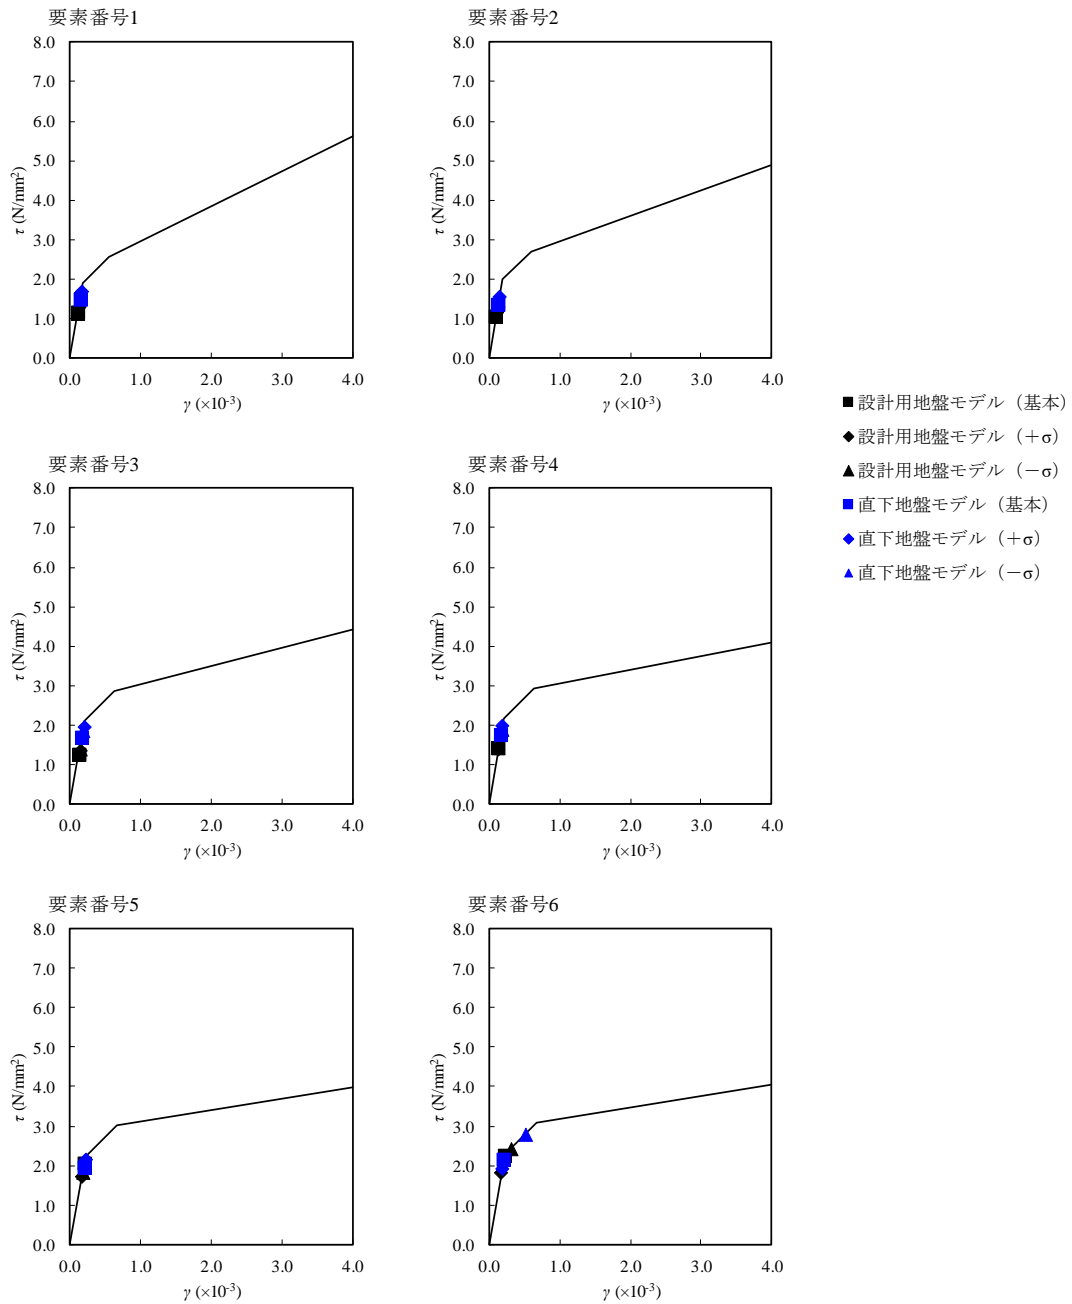 要素番号1
8.0
7.0
6.0
5.0
4.0
3.0
2.0
1.0
0.0
τ (N/mm²)
0.0 1.0 2.0 3.0 4.0
γ (×10⁻³)
要素番号2
8.0
7.0
6.0
5.0
4.0
3.0
2.0
1.0
0.0
τ (N/mm²)
0.0 1.0 2.0 3.0 4.0
γ (×10⁻³)
設計用地盤モデル（基本）
設計用地盤モデル（＋σ）
設計用地盤モデル（－σ）
直下地盤モデル（基本）
直下地盤モデル（＋σ）
直下地盤モデル（－σ）
要素番号3
8.0
7.0
6.0
5.0
4.0
3.0
2.0
1.0
0.0
τ (N/mm²)
0.0 1.0 2.0 3.0 4.0
γ (×10⁻³)
要素番号4
8.0
7.0
6.0
5.0
4.0
3.0
2.0
1.0
0.0
τ (N/mm²)
0.0 1.0 2.0 3.0 4.0
γ (×10⁻³)
要素番号5
8.0
7.0
6.0
5.0
4.0
3.0
2.0
1.0
0.0
τ (N/mm²)
0.0 1.0 2.0 3.0 4.0
γ (×10⁻³)
要素番号6
8.0
7.0
6.0
5.0
4.0
3.0
2.0
1.0
0.0
τ (N/mm²)
0.0 1.0 2.0 3.0 4.0
γ (×10⁻³)